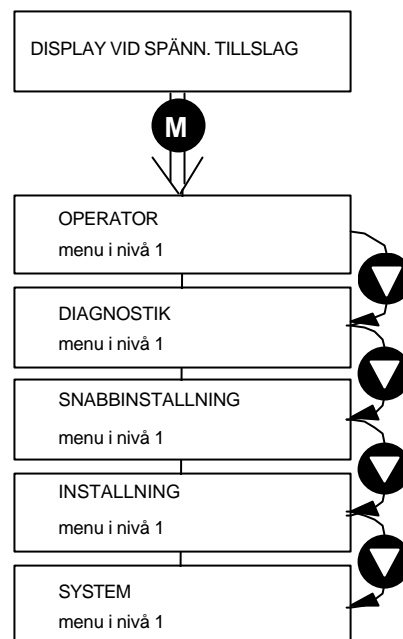 DISPLAY VID SPÄNN. TILLSLAG
M
OPERATOR
menu i nivå 1
DIAGNOSTIK
menu i nivå 1
SNABBINSTALLNING
menu i nivå 1
INSTALLNING
menu i nivå 1
SYSTEM
menu i nivå 1